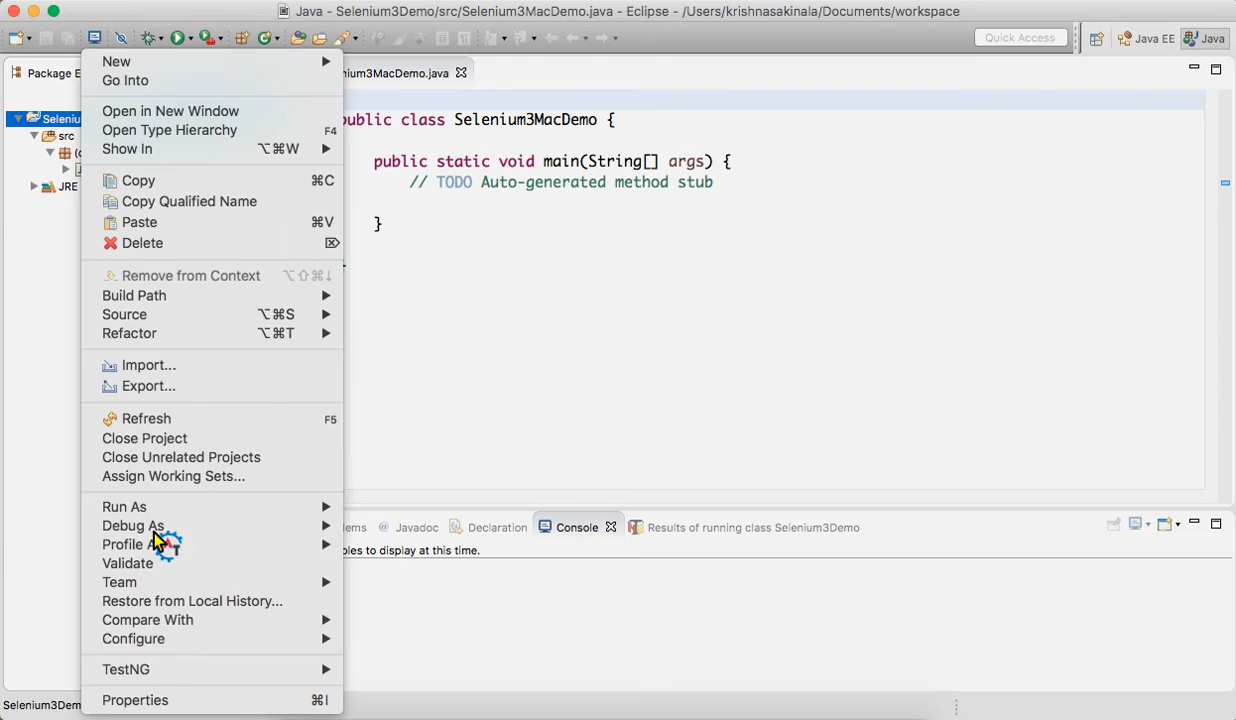 Java - Selenium3Demo/src/Selenium3MacDemo.java - Eclipse - /Users/krishnasakinala/Documents/workspace
Quick Access
Java EE
Java
Package E
nium3MacDemo.java
New
Go Into
Open in New Window
Open Type Hierarchy F4
Show In ⌥⌘W
Copy ⌘C
Copy Qualified Name
Paste ⌘V
Delete ⌦
Remove from Context ⌥⇧⌘↓
Build Path
Source ⌥⌘S
Refactor ⌥⌘T
Import...
Export...
Refresh F5
Close Project
Close Unrelated Projects
Assign Working Sets...
Run As
Debug As
Profile A
Validate
Team
Restore from Local History...
Compare With
Configure
TestNG
Properties ⌘I
Seleniu
src
(
JRE
public class Selenium3MacDemo {
public static void main(String[] args) {
// TODO Auto-generated method stub
}
}
lems
Javadoc
Declaration
Console
Results of running class Selenium3Demo
oles to display at this time.
Selenium3Dem